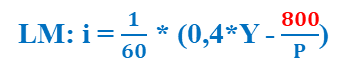 LM: i = 1/60 * (0,4*Y - 800/P)